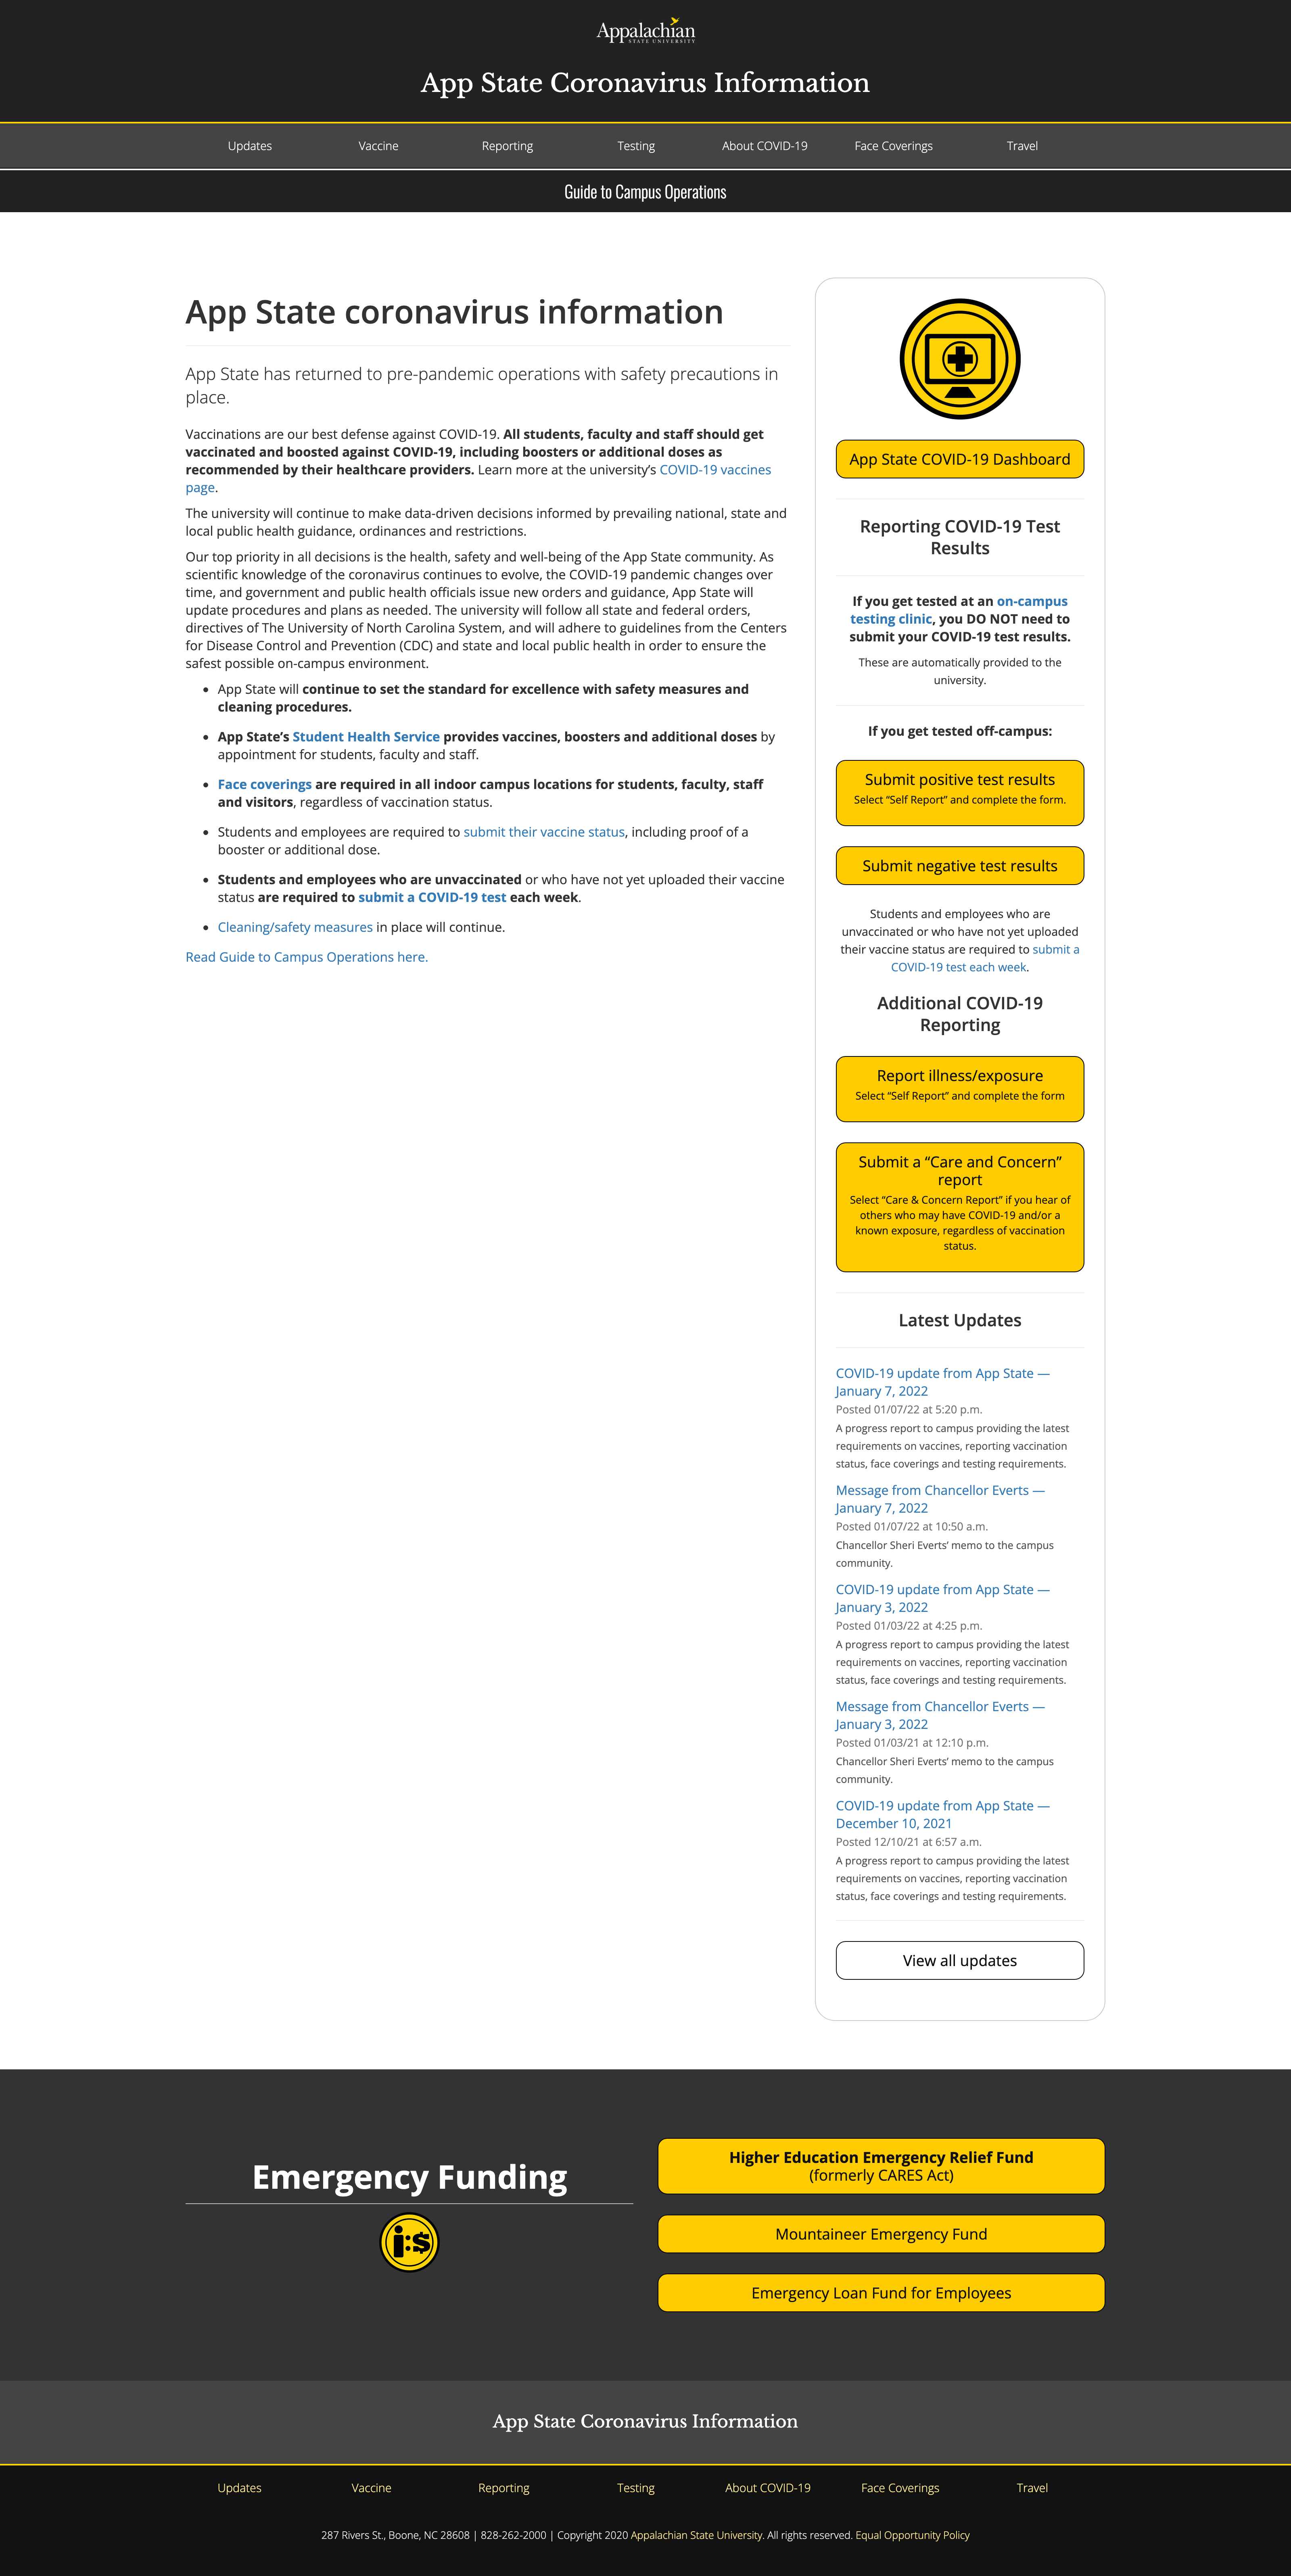 Appalachian
STATE UNIVERSITY
App State Coronavirus Information
Updates
Vaccine
Reporting
Testing
About COVID-19
Face Coverings
Travel
Guide to Campus Operations
App State coronavirus information
App State has returned to pre-pandemic operations with safety precautions in
place.
Vaccinations are our best defense against COVID-19. All students, faculty and staff should get
vaccinated and boosted against COVID-19, including boosters or additional doses as
recommended by their healthcare providers. Learn more at the university’s COVID-19 vaccines
page.
The university will continue to make data-driven decisions informed by prevailing national, state and
local public health guidance, ordinances and restrictions.
Our top priority in all decisions is the health, safety and well-being of the App State community. As
scientific knowledge of the coronavirus continues to evolve, the COVID-19 pandemic changes over
time, and government and public health officials issue new orders and guidance, App State will
update procedures and plans as needed. The university will follow all state and federal orders,
directives of The University of North Carolina System, and will adhere to guidelines from the Centers
for Disease Control and Prevention (CDC) and state and local public health in order to ensure the
safest possible on-campus environment.
• App State will continue to set the standard for excellence with safety measures and
cleaning procedures.
• App State’s Student Health Service provides vaccines, boosters and additional doses by
appointment for students, faculty and staff.
• Face coverings are required in all indoor campus locations for students, faculty, staff
and visitors, regardless of vaccination status.
• Students and employees are required to submit their vaccine status, including proof of a
booster or additional dose.
• Students and employees who are unvaccinated or who have not yet uploaded their vaccine
status are required to submit a COVID-19 test each week.
• Cleaning/safety measures in place will continue.
Read Guide to Campus Operations here.
App State COVID-19 Dashboard
Reporting COVID-19 Test
Results
If you get tested at an on-campus
testing clinic, you DO NOT need to
submit your COVID-19 test results.
These are automatically provided to the
university.
If you get tested off-campus:
Submit positive test results
Select “Self Report” and complete the form.
Submit negative test results
Students and employees who are
unvaccinated or who have not yet uploaded
their vaccine status are required to submit a
COVID-19 test each week.
Additional COVID-19
Reporting
Report illness/exposure
Select “Self Report” and complete the form
Submit a “Care and Concern”
report
Select “Care & Concern Report” if you hear of
others who may have COVID-19 and/or a
known exposure, regardless of vaccination
status.
Latest Updates
COVID-19 update from App State —
January 7, 2022
Posted 01/07/22 at 5:20 p.m.
A progress report to campus providing the latest
requirements on vaccines, reporting vaccination
status, face coverings and testing requirements.
Message from Chancellor Everts —
January 7, 2022
Posted 01/07/22 at 10:50 a.m.
Chancellor Sheri Everts’ memo to the campus
community.
COVID-19 update from App State —
January 3, 2022
Posted 01/03/22 at 4:25 p.m.
A progress report to campus providing the latest
requirements on vaccines, reporting vaccination
status, face coverings and testing requirements.
Message from Chancellor Everts —
January 3, 2022
Posted 01/03/21 at 12:10 p.m.
Chancellor Sheri Everts’ memo to the campus
community.
COVID-19 update from App State —
December 10, 2021
Posted 12/10/21 at 6:57 a.m.
A progress report to campus providing the latest
requirements on vaccines, reporting vaccination
status, face coverings and testing requirements.
View all updates
Emergency Funding
Higher Education Emergency Relief Fund
(formerly CARES Act)
Mountaineer Emergency Fund
Emergency Loan Fund for Employees
App State Coronavirus Information
Updates
Vaccine
Reporting
Testing
About COVID-19
Face Coverings
Travel
287 Rivers St., Boone, NC 28608 | 828-262-2000 | Copyright 2020 Appalachian State University. All rights reserved. Equal Opportunity Policy